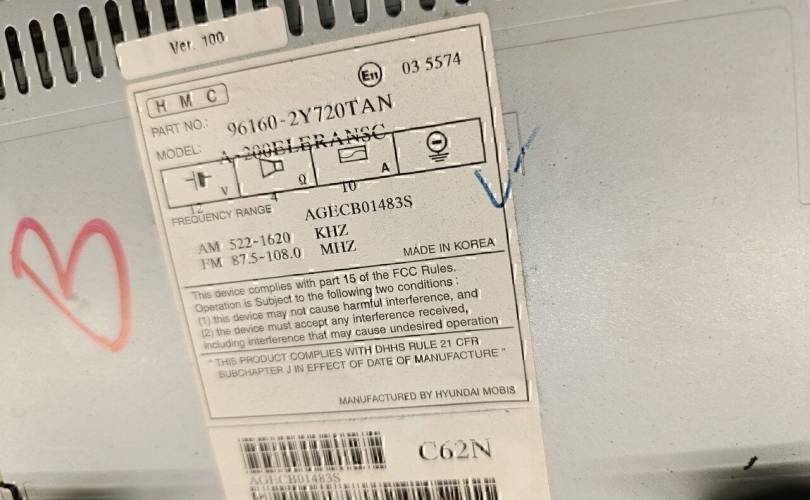 Ver. 100
HMC
E11
03 5574
PART NO.: 96160-2Y720TAN
MODEL: A-200ELERANSC
V Ω A
12 4 10
FREQUENCY RANGE AGECB01483S
AM 522-1620 KHZ
FM 87.5-108.0 MHZ
MADE IN KOREA
This device complies with part 15 of the FCC Rules.
Operation is Subject to the following two conditions :
(1) this device may not cause harmful interference, and
(2) the device must accept any interference received,
including interference that may cause undesired operation
" THIS PRODUCT COMPLIES WITH DHHS RULE 21 CFR
SUBCHAPTER J IN EFFECT OF DATE OF MANUFACTURE "
MANUFACTURED BY HYUNDAI MOBIS
C62N
AGECB01483S
B